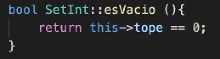 bool SetInt::esVacio (){
    return this->tope == 0;
}